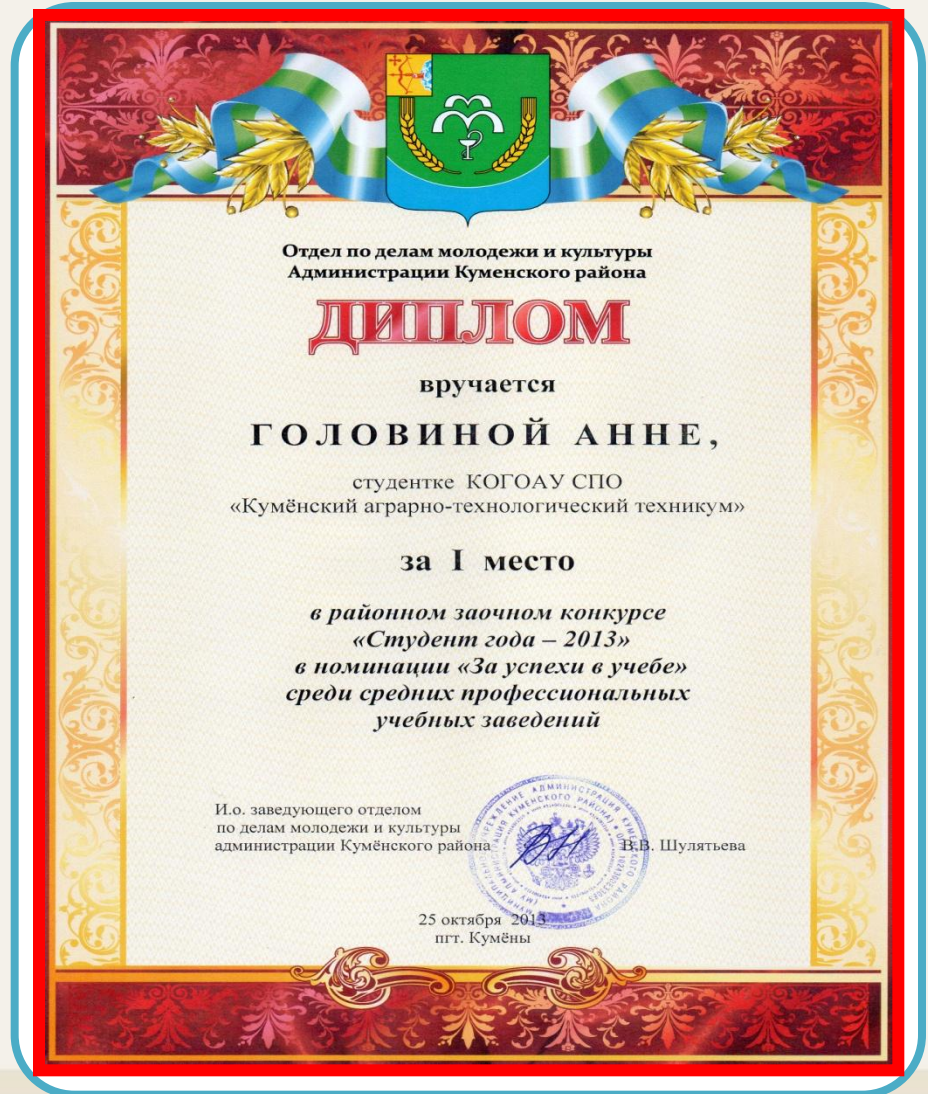 Отдел по делам молодежи и культуры
Администрации Куменского района
ДИПЛОМ
вручается
ГОЛОВИНОЙ АННЕ,
студентке КОГОАУ СПО
«Кумёнский аграрно-технологический техникум»
за I место
в районном заочном конкурсе
«Студент года – 2013»
в номинации «За успехи в учебе»
среди средних профессиональных
учебных заведений
И.о. заведующего отделом
по делам молодежи и культуры
администрации Кумёнского района
В.В. Шулятьева
25 октября 2013
пгт. Кумёны